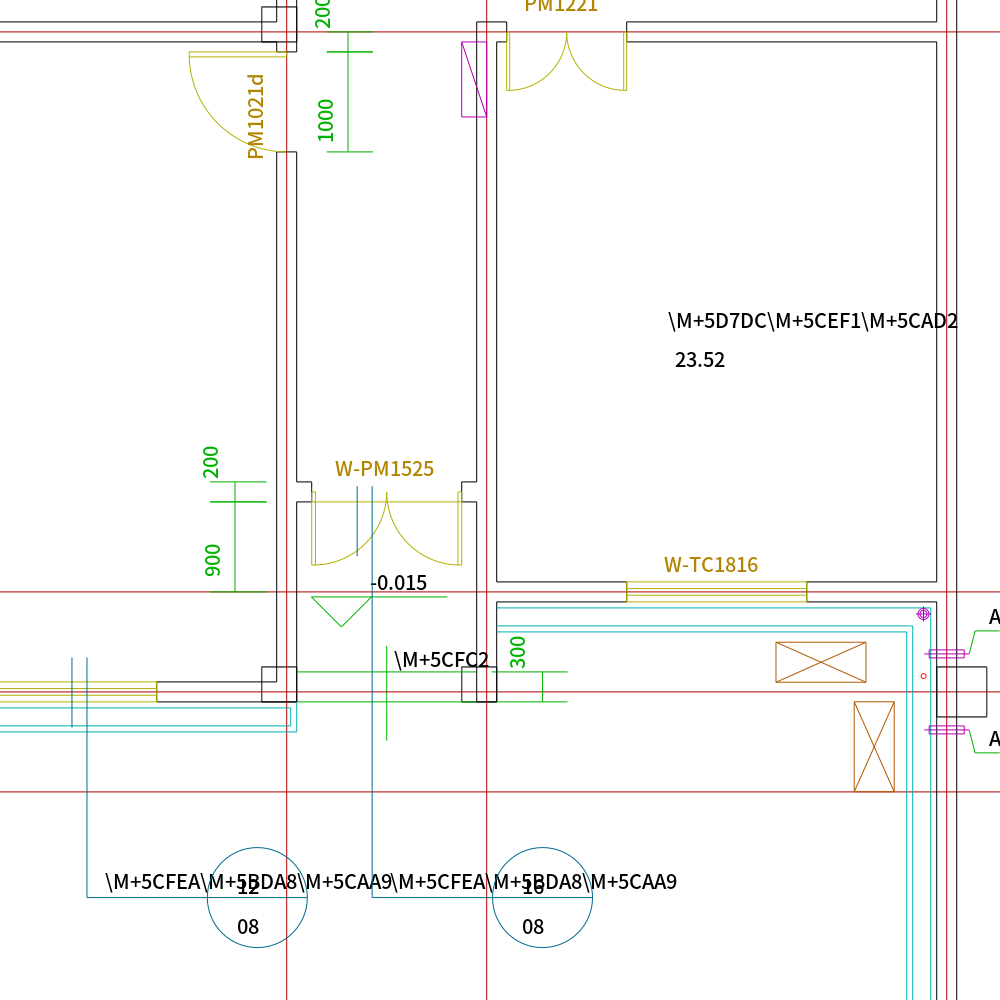 PM1221
200
PM1021d
1000
\M+5D7DC\M+5CEF1\M+5CAD2
23.52
200
W-PM1525
900
W-TC1816
-0.015
A
\M+5CFC2
300
A
\M+5CFEA\M+5BDA8\M+5CAA9
12
08
\M+5CFEA\M+5BDA8\M+5CAA9
16
08